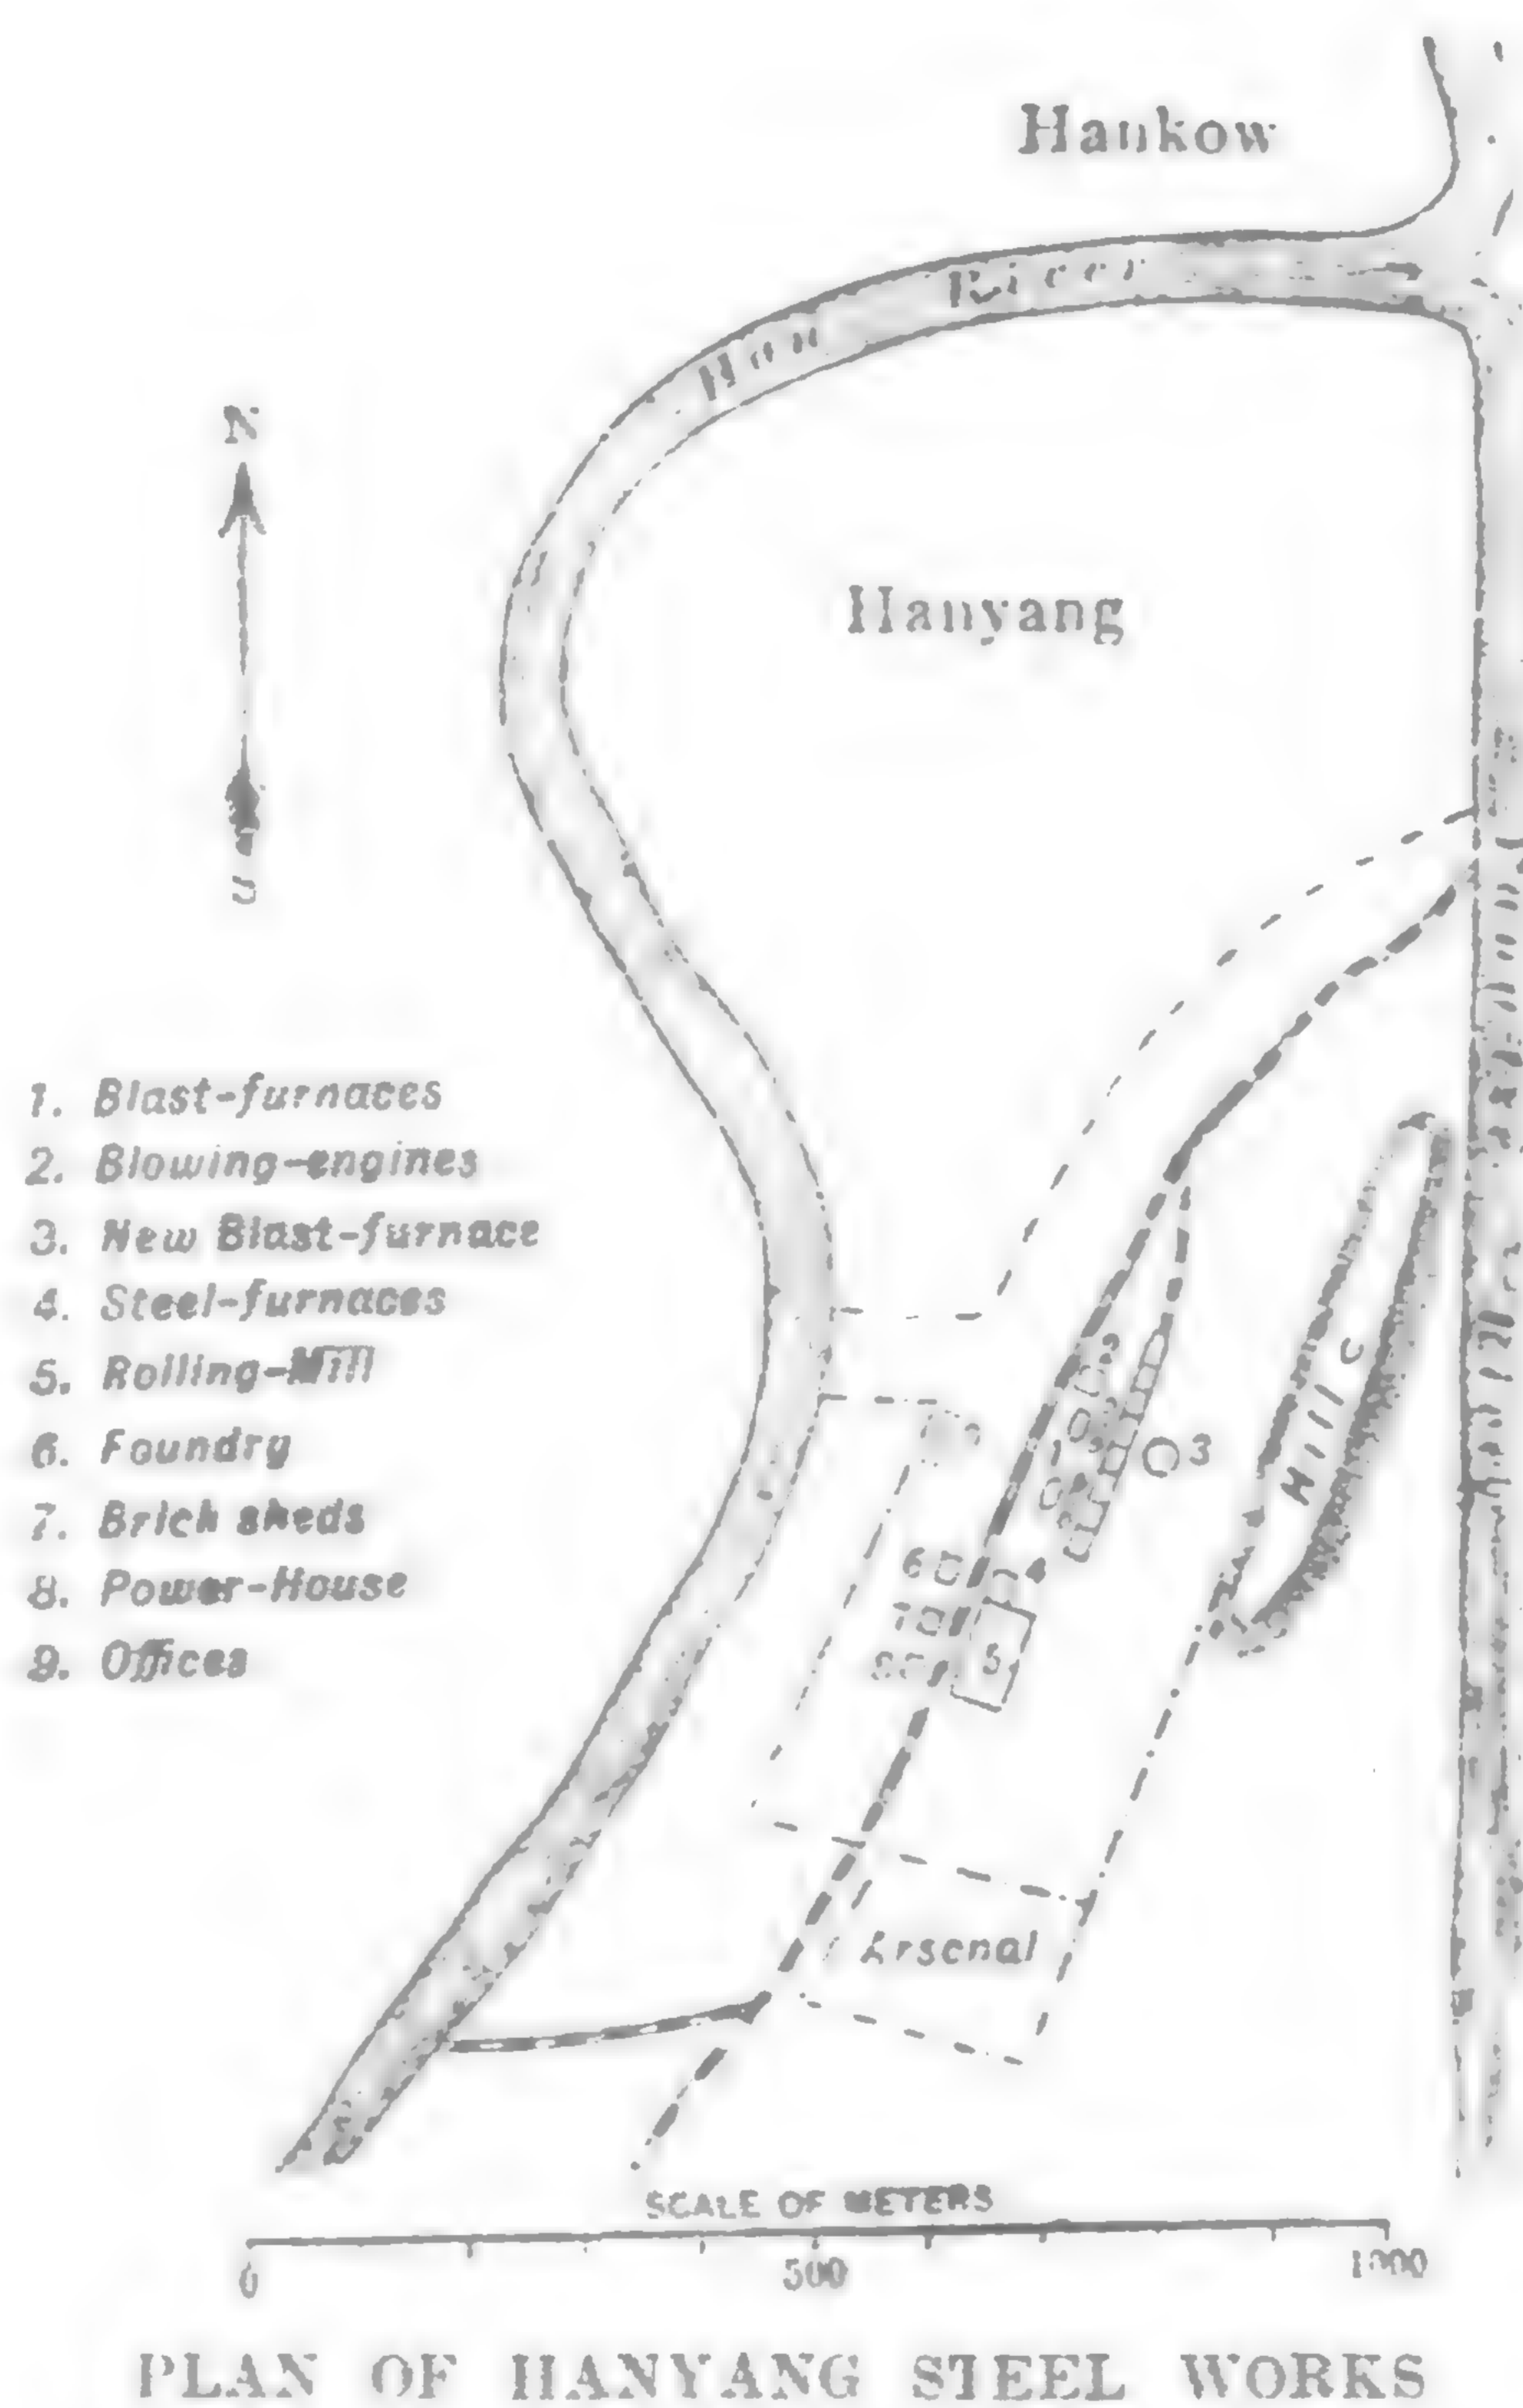 Hankow
Han River
N
Hanyang
S
1. Blast-furnaces
2. Blowing-engines
3. New Blast-furnace
4. Steel-furnaces
5. Rolling-Mill
6. Foundry
7. Brick sheds
8. Power-House
9. Offices
Hill
3
6
4
7
5
Arsenal
SCALE OF METERS
0 500 1000
PLAN OF HANYANG STEEL WORKS